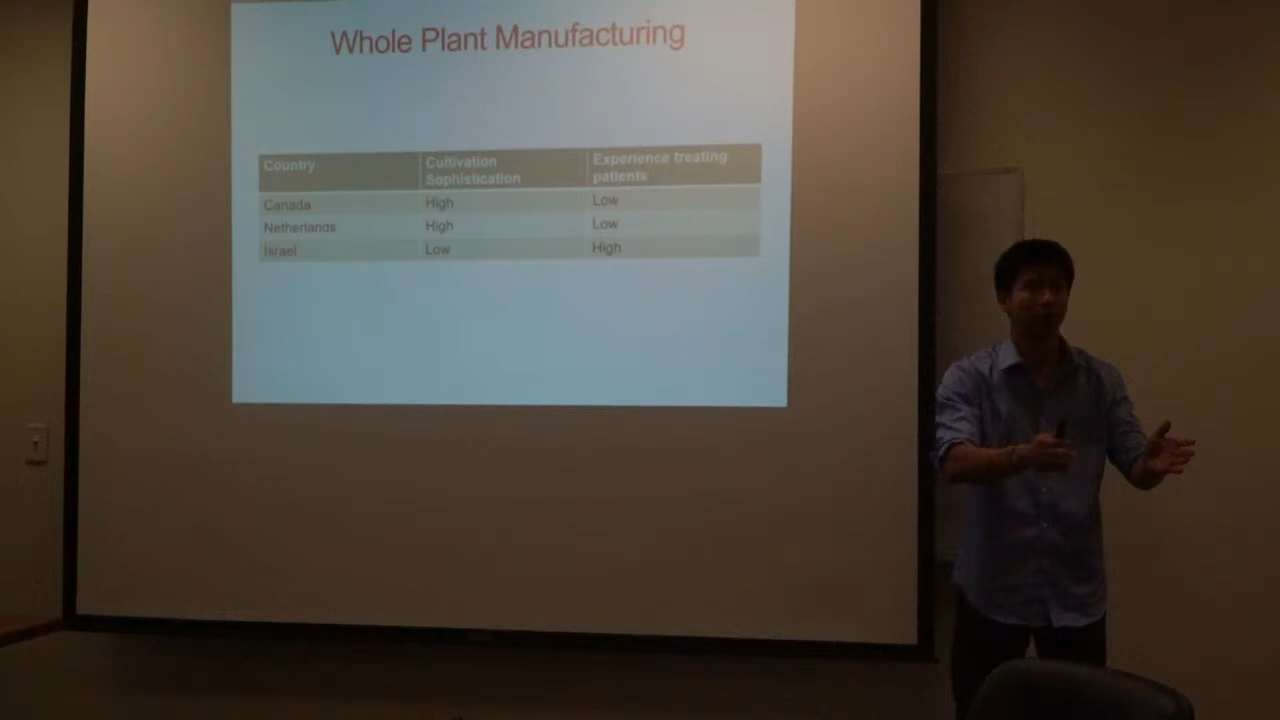 Whole Plant Manufacturing
Country
Cultivation
Sophistication
Experience treating
patients
Canada High Low
Netherlands High Low
Israel Low High